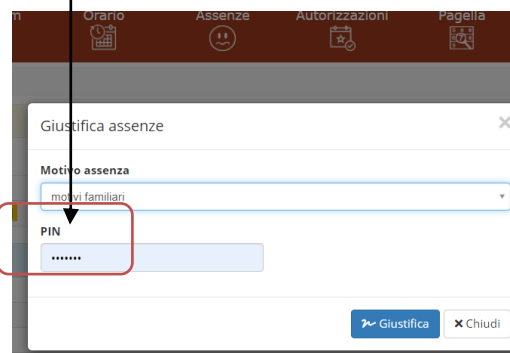 Orario Assenze Autorizzazioni Pagella
Giustifica assenze
Motivo assenza
motivi familiari
PIN
•••••••
Giustifica Chiudi